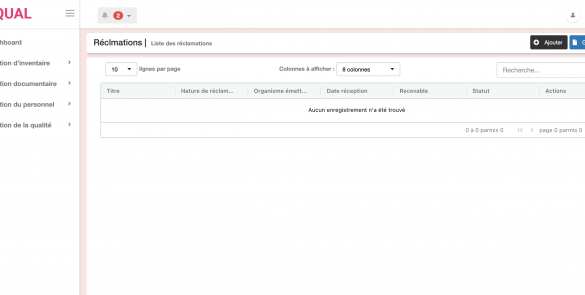 QUAL
2
hboard
tion d'inventaire
tion documentaire
tion du personnel
tion de la qualité
Réclmations | Liste des réclamations
Ajouter
10 lignes par page
Colonnes à afficher : 8 colonnes
Recherche...
Titre Nature de réclam... Organisme émett... Date réception Recevable Statut Actions
Aucun enregistrement n'a été trouvé
0 à 0 parmis 0 page 0 parmis 0